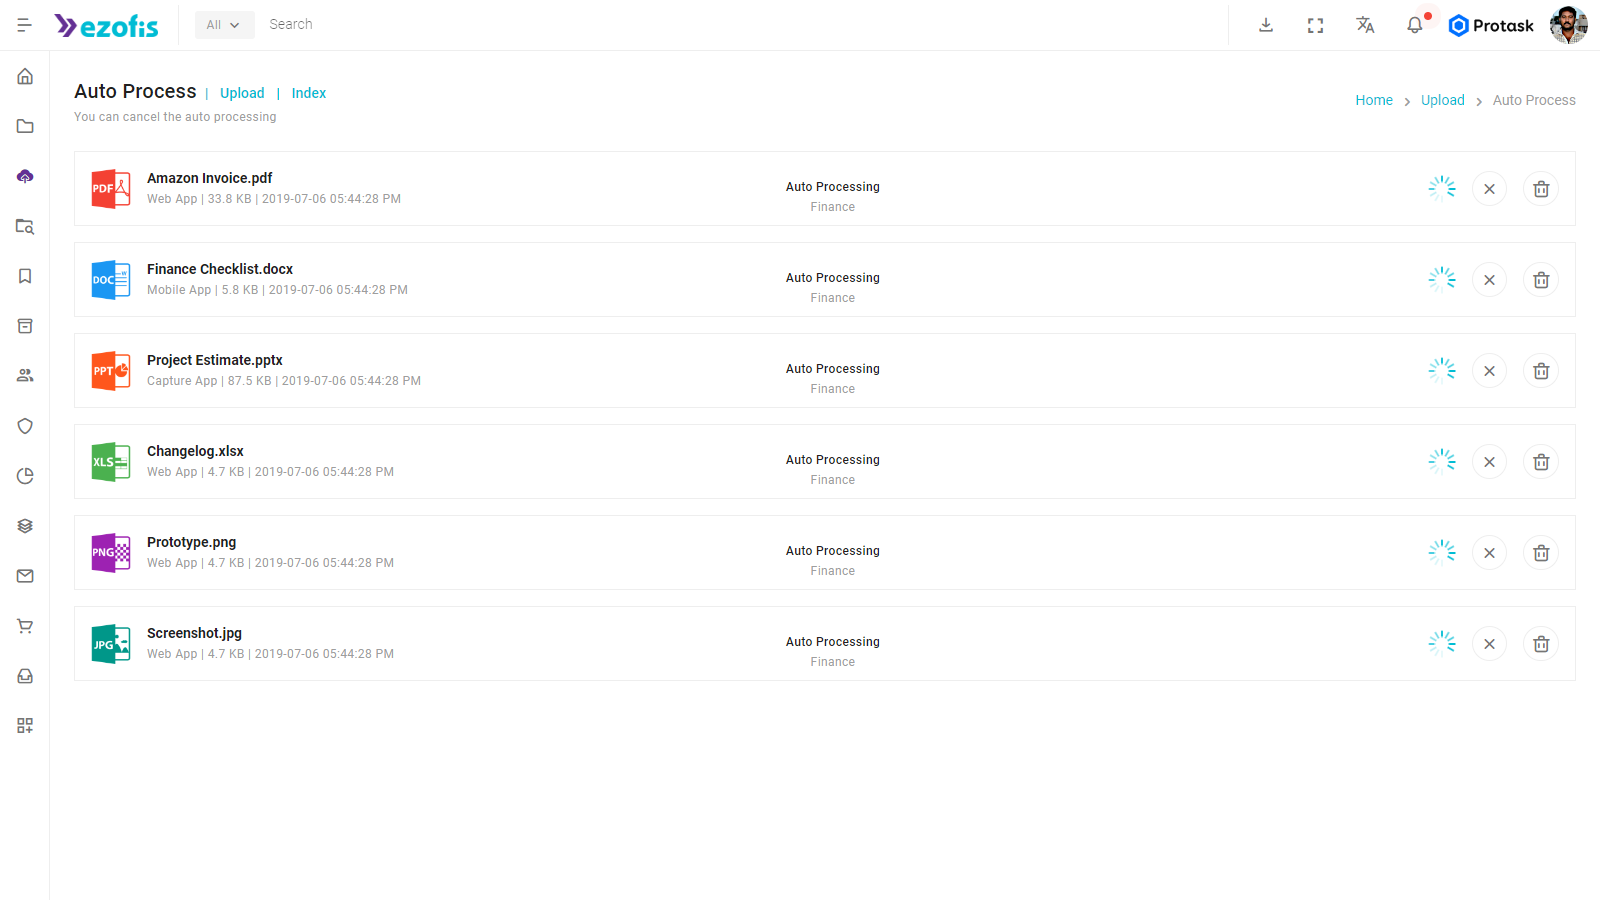 ezofis
All
Search
Protask
Auto Process | Upload | Index
You can cancel the auto processing
Home > Upload > Auto Process
PDF
Amazon Invoice.pdf
Web App | 33.8 KB | 2019-07-06 05:44:28 PM
Auto Processing
Finance
DOC
Finance Checklist.docx
Mobile App | 5.8 KB | 2019-07-06 05:44:28 PM
Auto Processing
Finance
PPT
Project Estimate.pptx
Capture App | 87.5 KB | 2019-07-06 05:44:28 PM
Auto Processing
Finance
XLS
Changelog.xlsx
Web App | 4.7 KB | 2019-07-06 05:44:28 PM
Auto Processing
Finance
PNG
Prototype.png
Web App | 4.7 KB | 2019-07-06 05:44:28 PM
Auto Processing
Finance
JPG
Screenshot.jpg
Web App | 4.7 KB | 2019-07-06 05:44:28 PM
Auto Processing
Finance